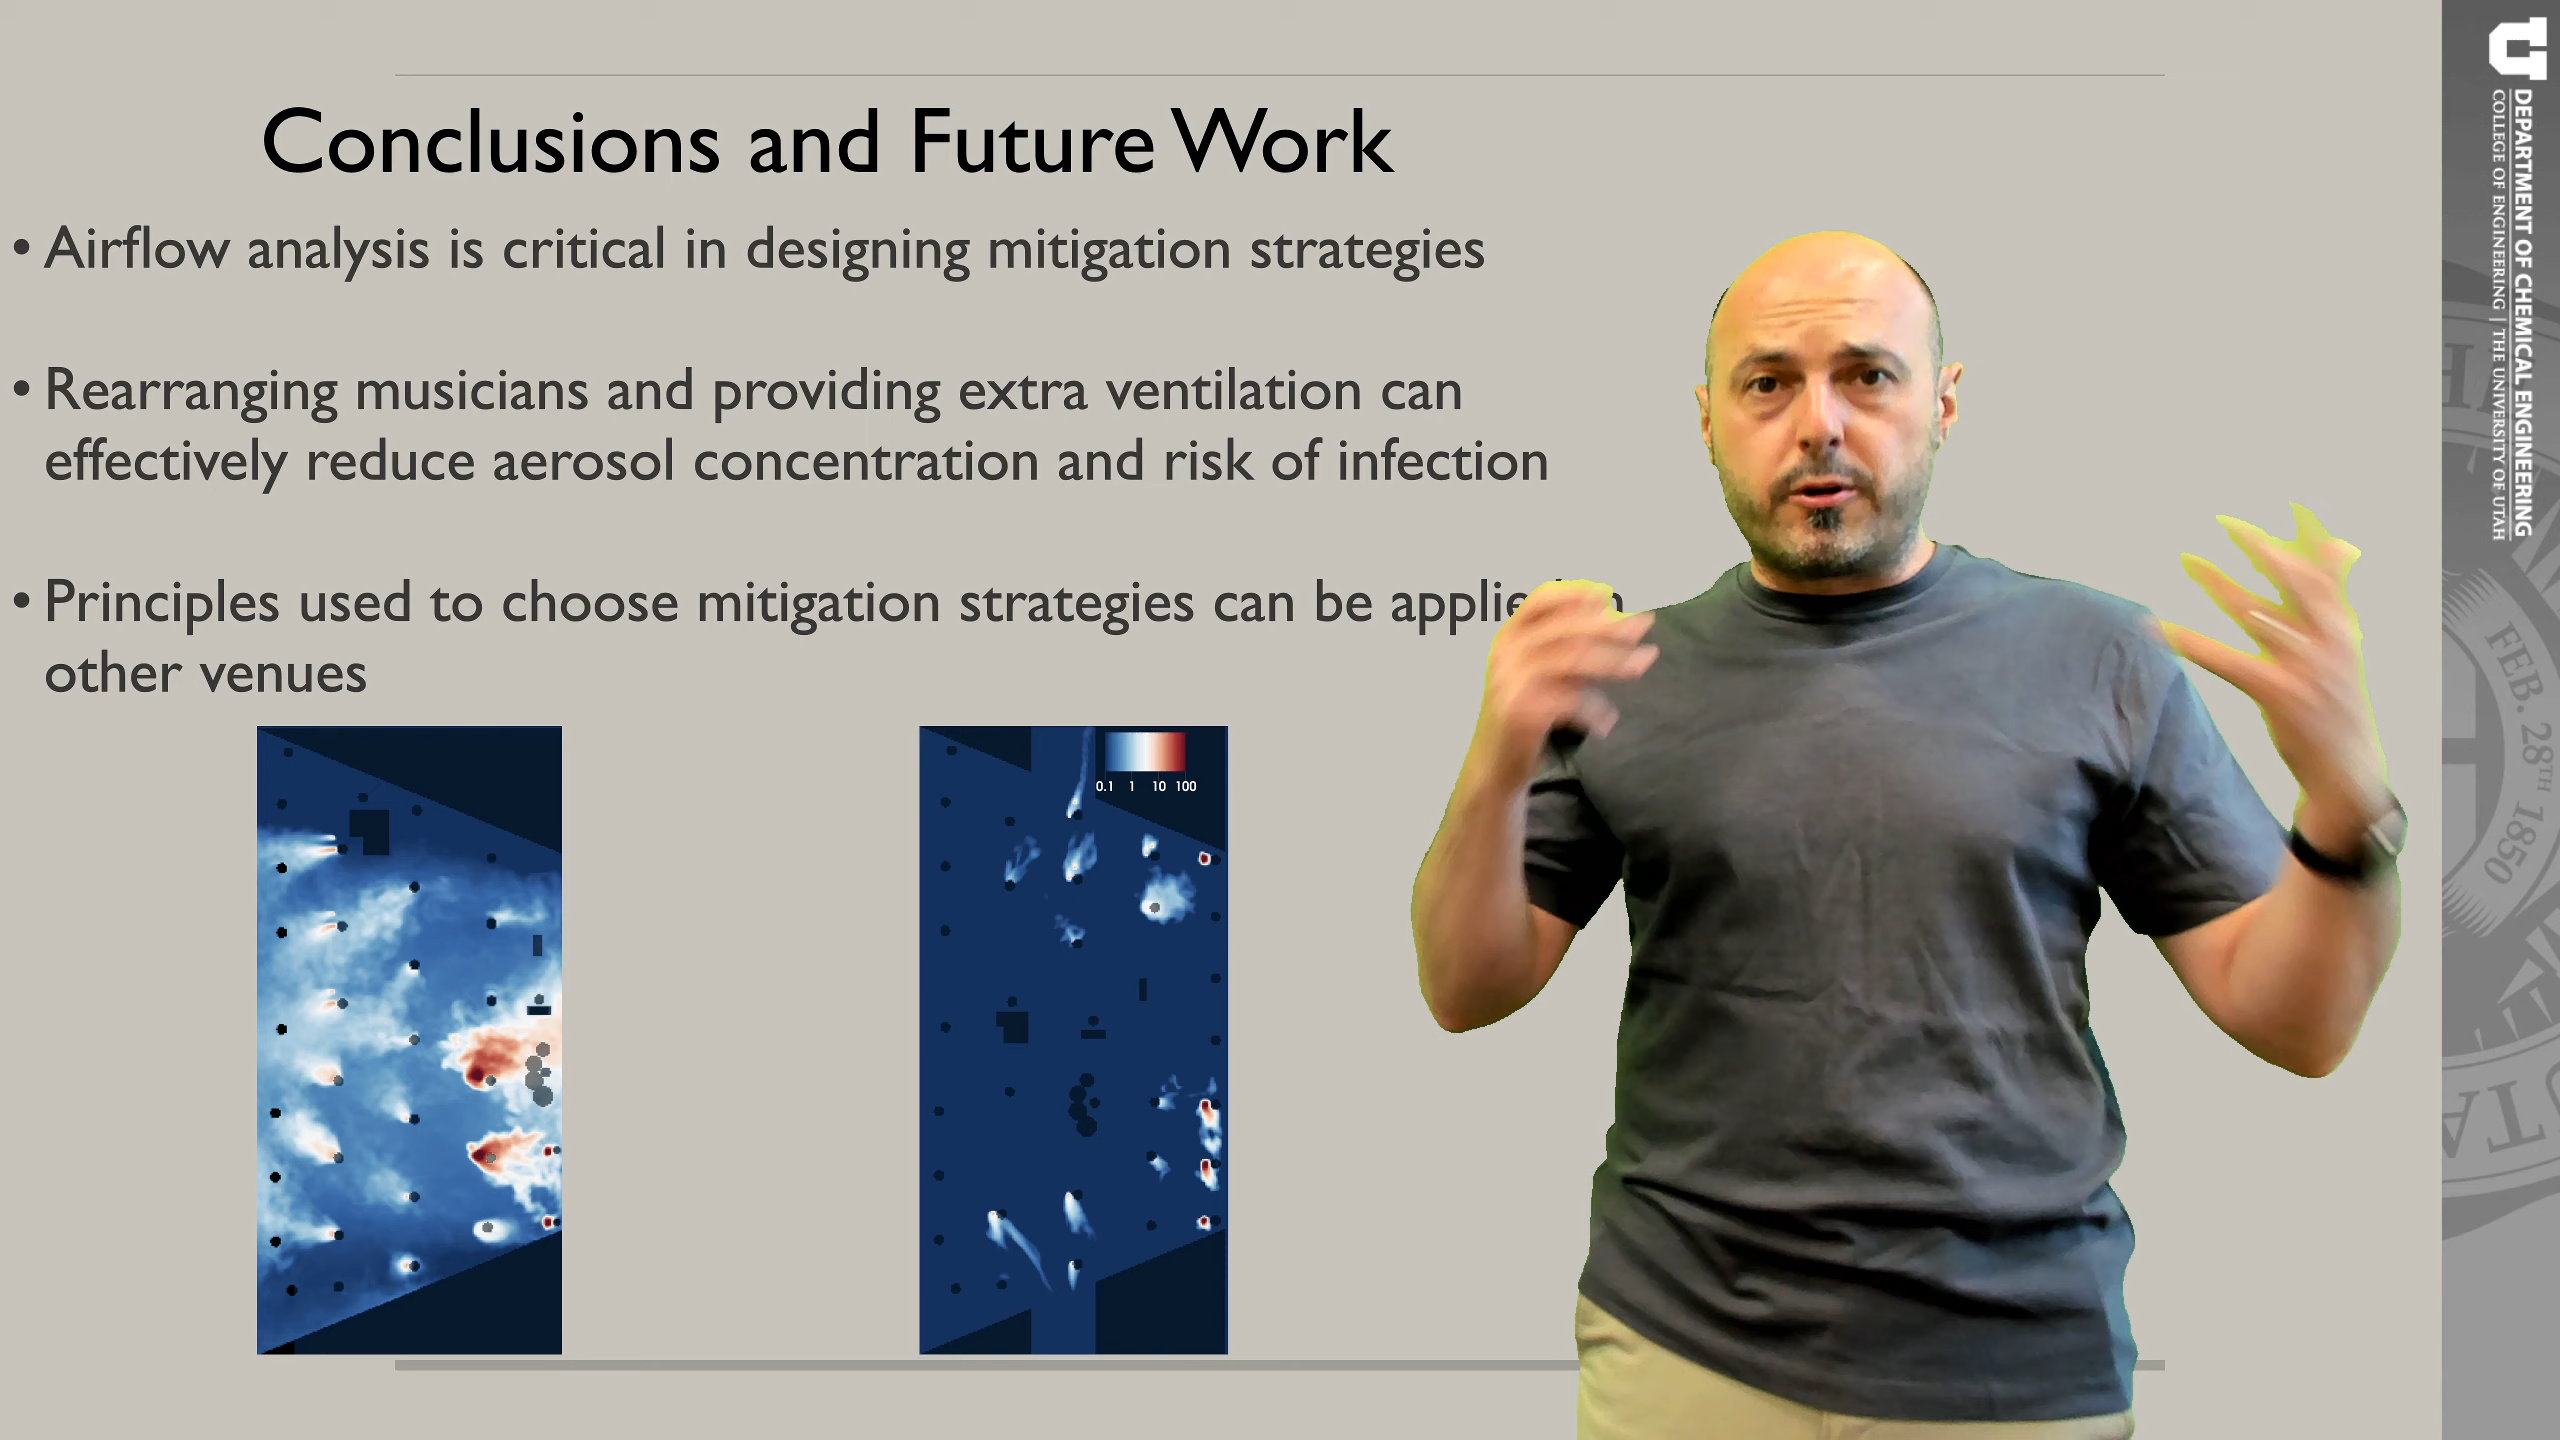 Conclusions and Future Work
• Airflow analysis is critical in designing mitigation strategies
• Rearranging musicians and providing extra ventilation can
effectively reduce aerosol concentration and risk of infection
• Principles used to choose mitigation strategies can be
other venues
0.1 1 10 100
DEPARTMENT OF CHEMICAL ENGINEERING
COLLEGE OF ENGINEERING | THE UNIVERSITY OF UTAH
FEB. 28TH 1850